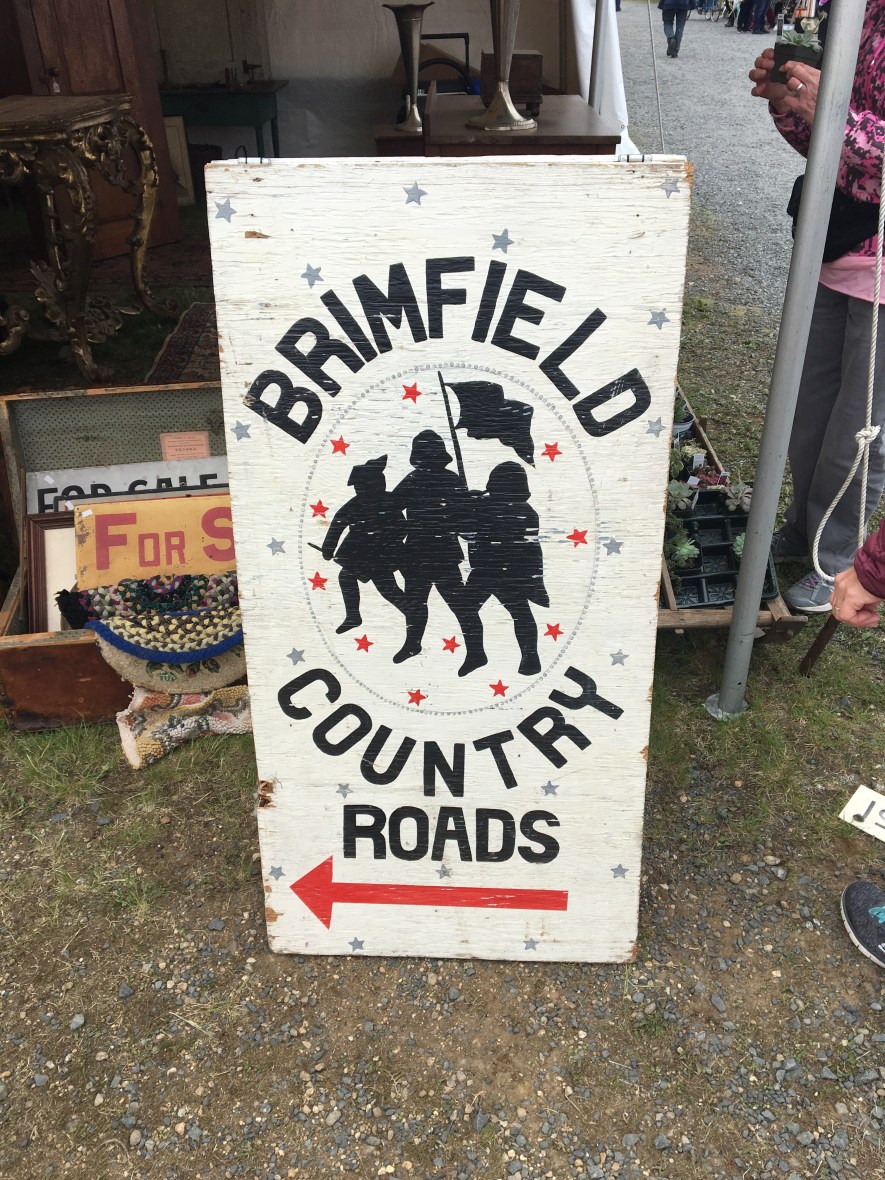 BRIMFIELD
COUNTRY
ROADS
FOR SALE
FOR S